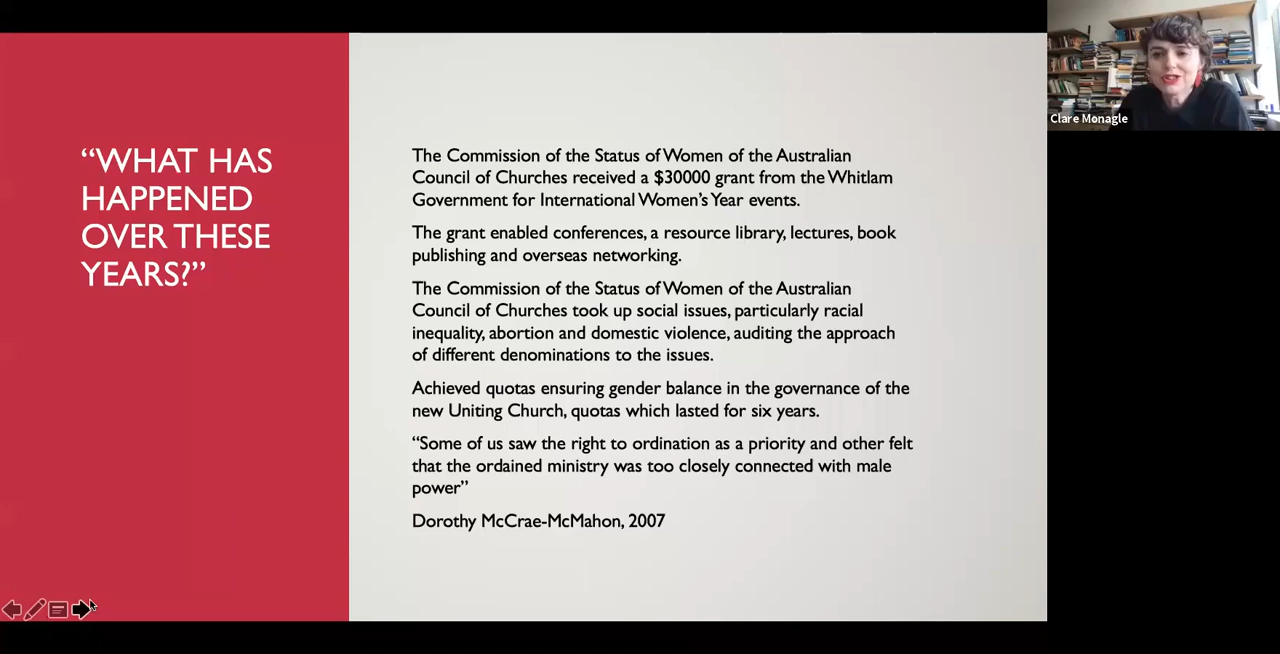 “WHAT HAS
HAPPENED
OVER THESE
YEARS?”
The Commission of the Status of Women of the Australian
Council of Churches received a $30000 grant from the Whitlam
Government for International Women’s Year events.
The grant enabled conferences, a resource library, lectures, book
publishing and overseas networking.
The Commission of the Status of Women of the Australian
Council of Churches took up social issues, particularly racial
inequality, abortion and domestic violence, auditing the approach
of different denominations to the issues.
Achieved quotas ensuring gender balance in the governance of the
new Uniting Church, quotas which lasted for six years.
“Some of us saw the right to ordination as a priority and other felt
that the ordained ministry was too closely connected with male
power”
Dorothy McCrae-McMahon, 2007
Clare Monagle